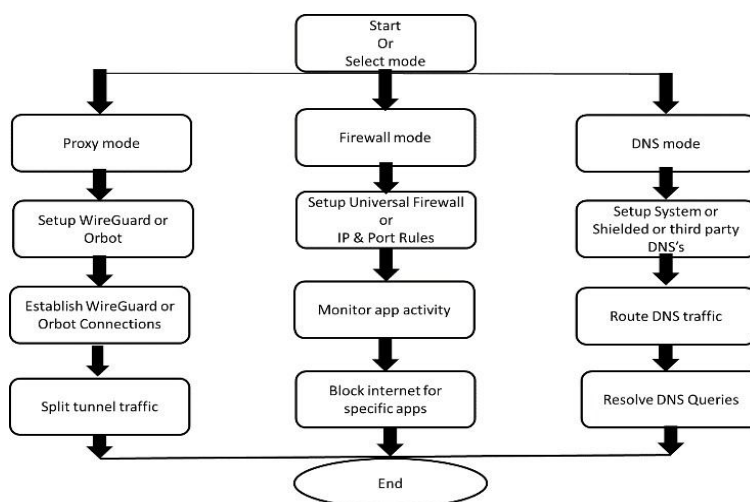 Start
Or
Select mode
Proxy mode
Firewall mode
DNS mode
Setup WireGuard or
Orbot
Setup Universal Firewall
or
IP & Port Rules
Setup System or
Shielded or third party
DNS's
Establish WireGuard or
Orbot Connections
Monitor app activity
Route DNS traffic
Split tunnel traffic
Block internet for
specific apps
Resolve DNS Queries
End